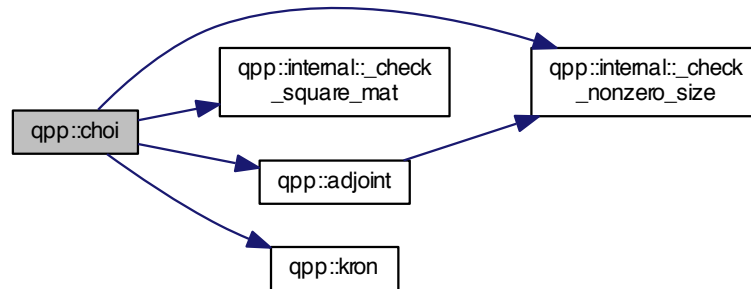 qpp::choi
qpp::internal::_check
_square_mat
qpp::adjoint
qpp::kron
qpp::internal::_check
_nonzero_size